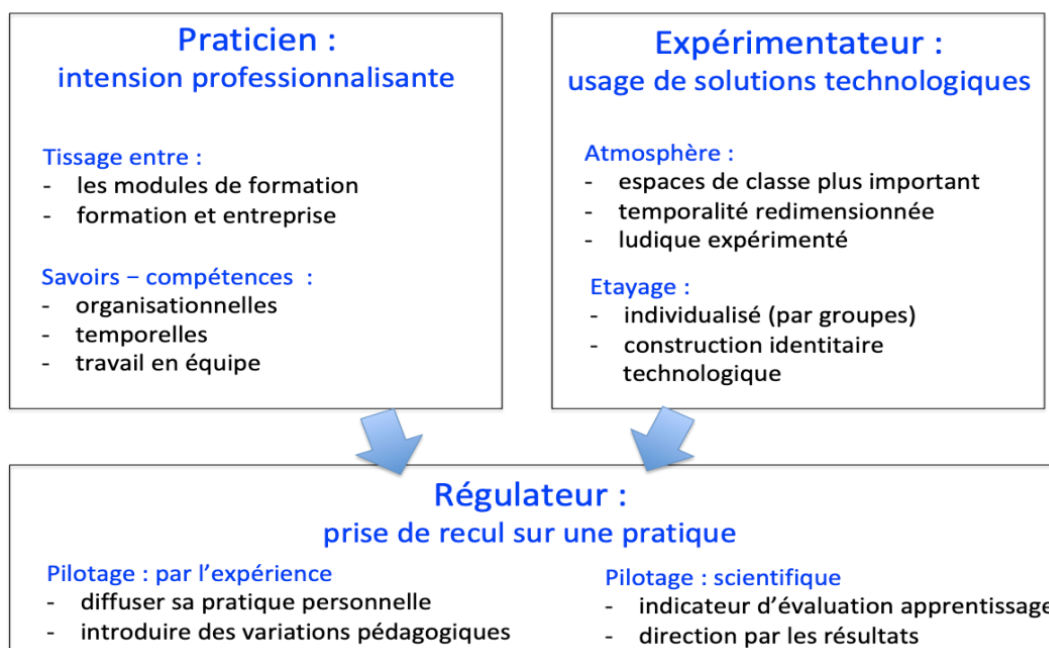 Praticien :
intension professionnalisante
Tissage entre :
- les modules de formation
- formation et entreprise
Savoirs – compétences :
- organisationnelles
- temporelles
- travail en équipe
Expérimentateur :
usage de solutions technologiques
Atmosphère :
- espaces de classe plus important
- temporalité redimensionnée
- ludique expérimenté
Etayage :
- individualisé (par groupes)
- construction identitaire
technologique
Régulateur :
prise de recul sur une pratique
Pilotage : par l’expérience
- diffuser sa pratique personnelle
- introduire des variations pédagogiques
Pilotage : scientifique
- indicateur d’évaluation apprentissage
- direction par les résultats